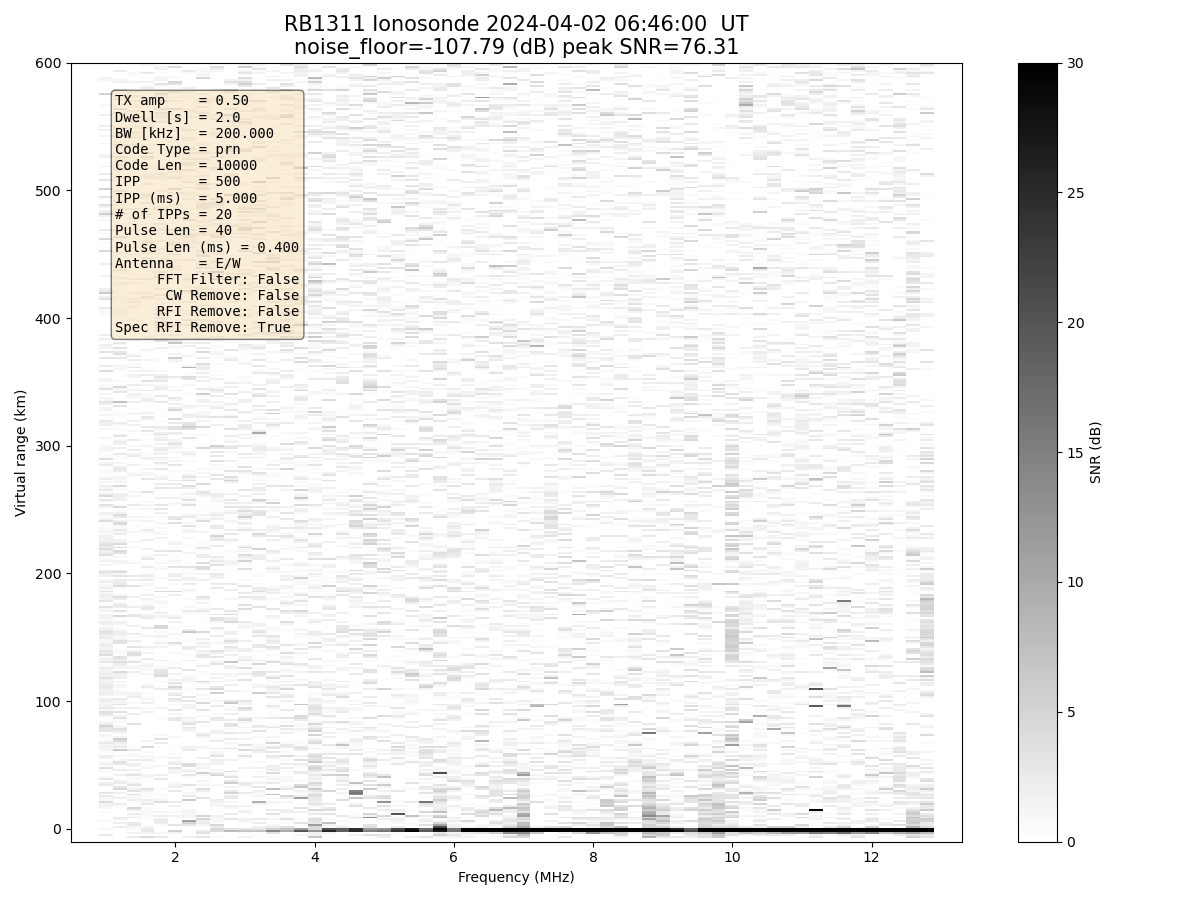 RB1311 Ionosonde 2024-04-02 06:46:00  UT
noise_floor=-107.79 (dB) peak SNR=76.31
TX amp    = 0.50
Dwell [s] = 2.0
BW [kHz]  = 200.000
Code Type = prn
Code Len  = 10000
IPP       = 500
IPP (ms)  = 5.000
# of IPPs = 20
Pulse Len = 40
Pulse Len (ms) = 0.400
Antenna   = E/W
FFT Filter: False
CW Remove: False
RFI Remove: False
Spec RFI Remove: True
600
500
400
300
200
100
0
Virtual range (km)
2 4 6 8 10 12
Frequency (MHz)
30
25
20
15
10
5
0
SNR (dB)